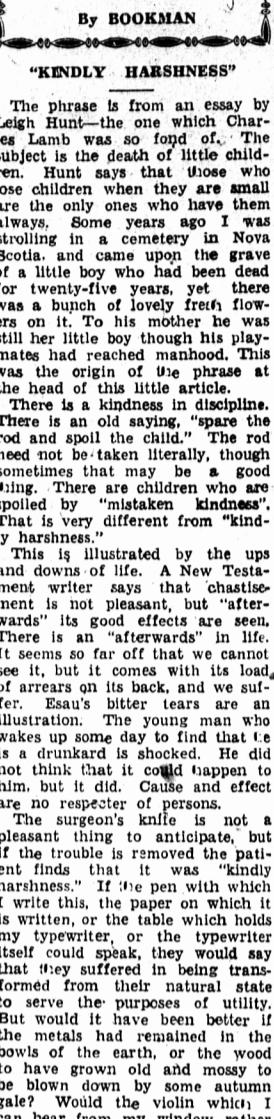 By BOOKMAN
"KINDLY HARSHNESS"
The phrase is from an essay by
Leigh Hunt—the one which Char-
es Lamb was so fond of. The
subject is the death of little child-
ren. Hunt says that those who
ose children when they are small
are the only ones who have them
always. Some years ago I was
strolling in a cemetery in Nova
Scotia, and came upon the grave
of a little boy who had been dead
for twenty-five years, yet there
was a bunch of lovely fresh flow-
ers on it. To his mother he was
still her little boy though his play-
mates had reached manhood. This
was the origin of the phrase at
the head of this little article.
There is a kindness in discipline.
There is an old saying, "spare the
rod and spoil the child." The rod
need not be taken literally, though
sometimes that may be a good
thing. There are children who are
spoiled by "mistaken kindness".
That is very different from "kind-
ly harshness."
This is illustrated by the ups
and downs of life. A New Testa-
ment writer says that chastise-
ment is not pleasant, but "after-
wards" its good effects are seen.
There is an "afterwards" in life.
It seems so far off that we cannot
see it, but it comes with its load
of arrears on its back, and we suf-
fer. Esau's bitter tears are an
illustration. The young man who
wakes up some day to find that he
is a drunkard is shocked. He did
not think that it could happen to
him, but it did. Cause and effect
are no respecter of persons.
The surgeon's knife is not a
pleasant thing to anticipate, but
if the trouble is removed the pati-
ent finds that it was "kindly
harshness." If the pen with which
I write this, the paper on which it
is written, or the table which holds
my typewriter, or the typewriter
itself could speak, they would say
that they suffered in being trans-
formed from their natural state
to serve the purposes of utility.
But would it have been better if
the metals had remained in the
bowels of the earth, or the wood
to have grown old and mossy to
be blown down by some autumn
gale? Would the violin which I
can hear from my window rather